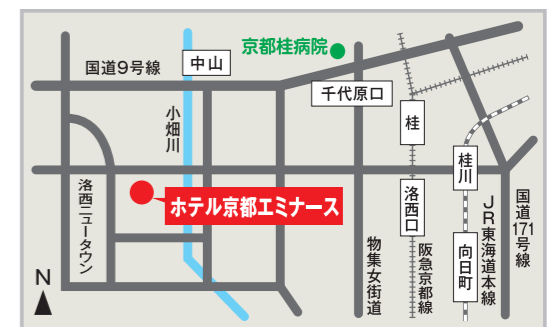 京都桂病院
国道9号線
中山
千代原口
小畑川
桂
桂川
洛西ニュータウン
ホテル京都エミナース
洛西口
物集女街道
阪急京都線
向日町
JR東海道本線
国道171号線
N